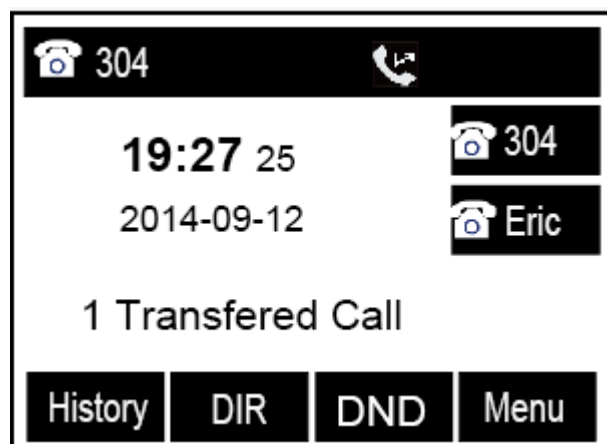 304
304
19:27 25
2014-09-12
Eric
1 Transfered Call
History DIR DND Menu